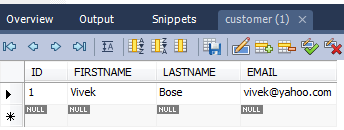 Overview Output Snippets customer (1) ×
ID FIRSTNAME LASTNAME EMAIL
1 Vivek Bose vivek@yahoo.com
NULL NULL NULL NULL